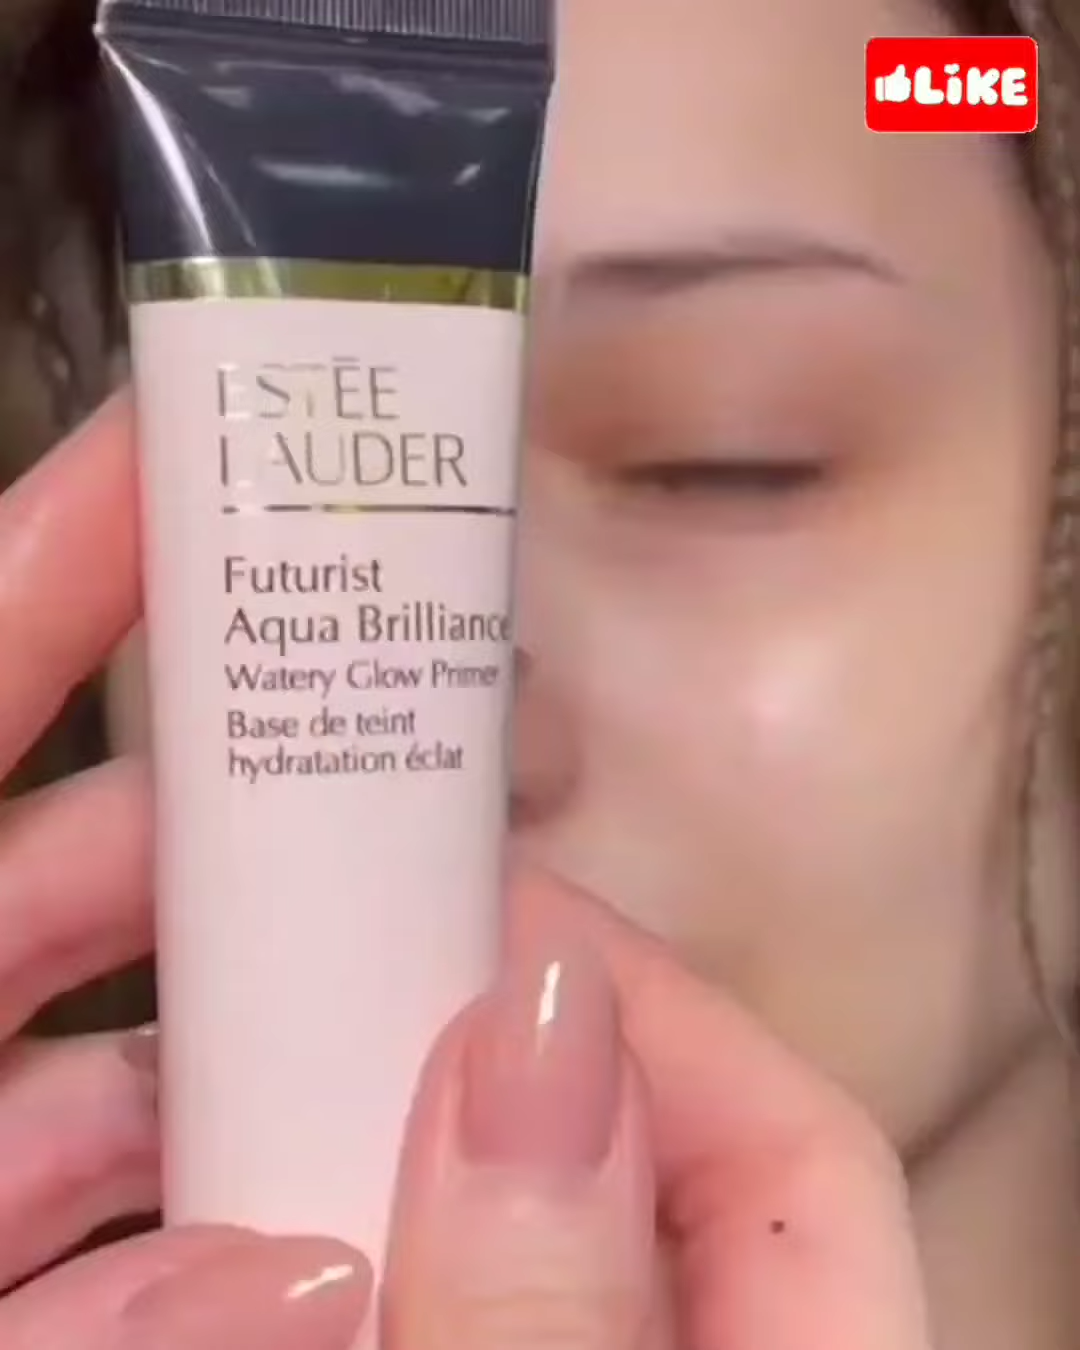 LIKE
ESTĒE
LAUDER
Futurist
Aqua Brilliance
Watery Glow Primer
Base de teint
hydratation éclat